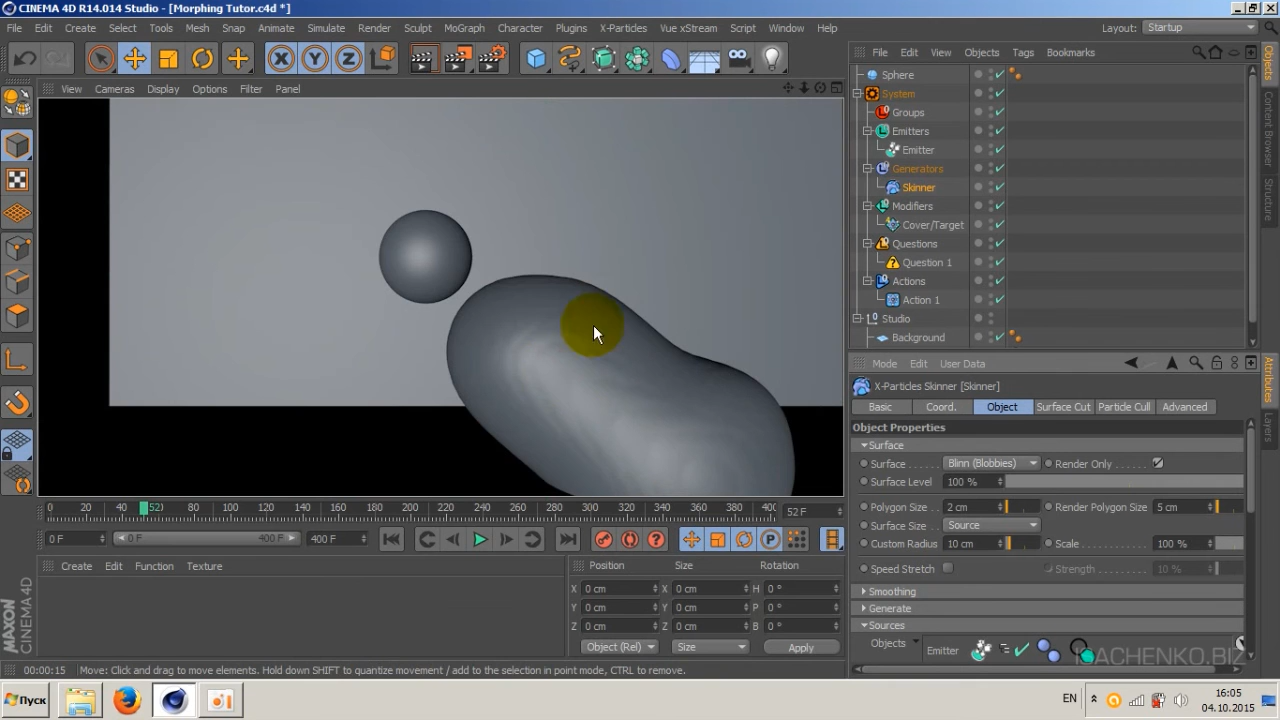 CINEMA 4D R14.014 Studio - [Morphing Tutor.c4d *]
File Edit Create Select Tools Mesh Snap Animate Simulate Render Sculpt MoGraph Character Plugins X-Particles Vue xStream Script Window Help Layout: Startup
X Y Z
File Edit View Objects Tags Bookmarks
View Cameras Display Options Filter Panel
Sphere
System
Groups
Emitters
Emitter
Generators
Skinner
Modifiers
Cover/Target
Questions
Question 1
Actions
Action 1
Studio
Background
Objects
Content Browser
Structure
Mode Edit User Data
X-Particles Skinner [Skinner]
Basic Coord. Object Surface Cut Particle Cull Advanced
Object Properties
Surface
Surface Blinn (Blobbies) Render Only
Surface Level 100 %
Polygon Size 2 cm Render Polygon Size 5 cm
Surface Size Source
Custom Radius 10 cm Scale 100 %
Speed Stretch Strength 10 %
Smoothing
Generate
Sources
Objects Emitter
Attributes
Layers
0 20 40 52 80 100 120 140 160 180 200 220 240 260 280 300 320 340 360 380 400 52 F
0 F 0 F 400 F 400 F
P
Create Edit Function Texture
Position Size Rotation
X 0 cm X 0 cm H 0 °
Y 0 cm Y 0 cm P 0 °
Z 0 cm Z 0 cm B 0 °
Object (Rel) Size Apply
MAXON CINEMA 4D
00:00:15 Move: Click and drag to move elements. Hold down SHIFT to quantize movement / add to the selection in point mode, CTRL to remove.
Пуск EN 16:05
04.10.2015